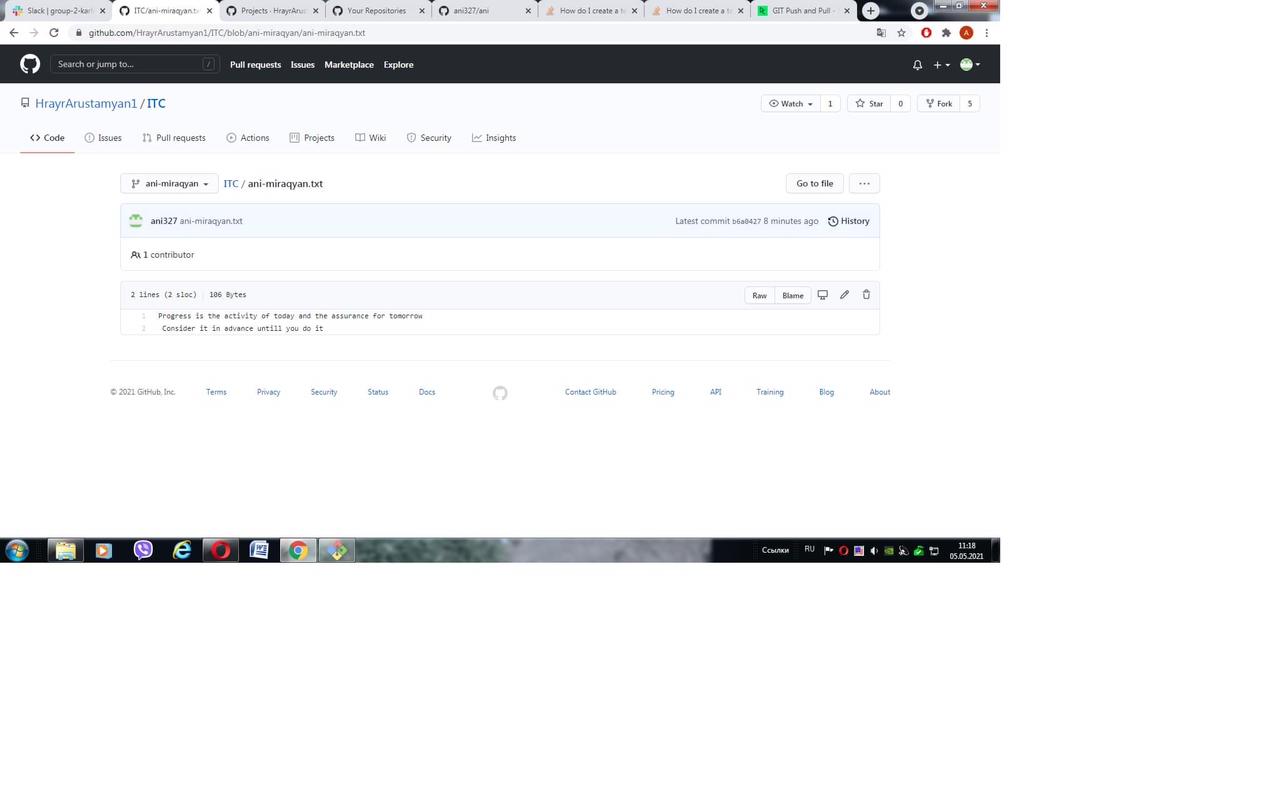 Slack | group-2-karl
ITC/ani-miraqyan.tx
Projects · HrayrArus
Your Repositories
ani327/ani
How do I create a te
How do I create a te
GIT Push and Pull -
github.com/HrayrArustamyan1/ITC/blob/ani-miraqyan/ani-miraqyan.txt
A
Search or jump to...
/
Pull requests
Issues
Marketplace
Explore
HrayrArustamyan1 / ITC
Watch 1
Star 0
Fork 5
Code
Issues
Pull requests
Actions
Projects
Wiki
Security
Insights
ani-miraqyan
ITC / ani-miraqyan.txt
Go to file
ani327 ani-miraqyan.txt
Latest commit b6a0427 8 minutes ago
History
1 contributor
2 lines (2 sloc) | 106 Bytes
Raw
Blame
1 Progress is the activity of today and the assurance for tomorrow
2 Consider it in advance untill you do it
© 2021 GitHub, Inc.
Terms
Privacy
Security
Status
Docs
Contact GitHub
Pricing
API
Training
Blog
About
Ссылки
RU
11:18
05.05.2021